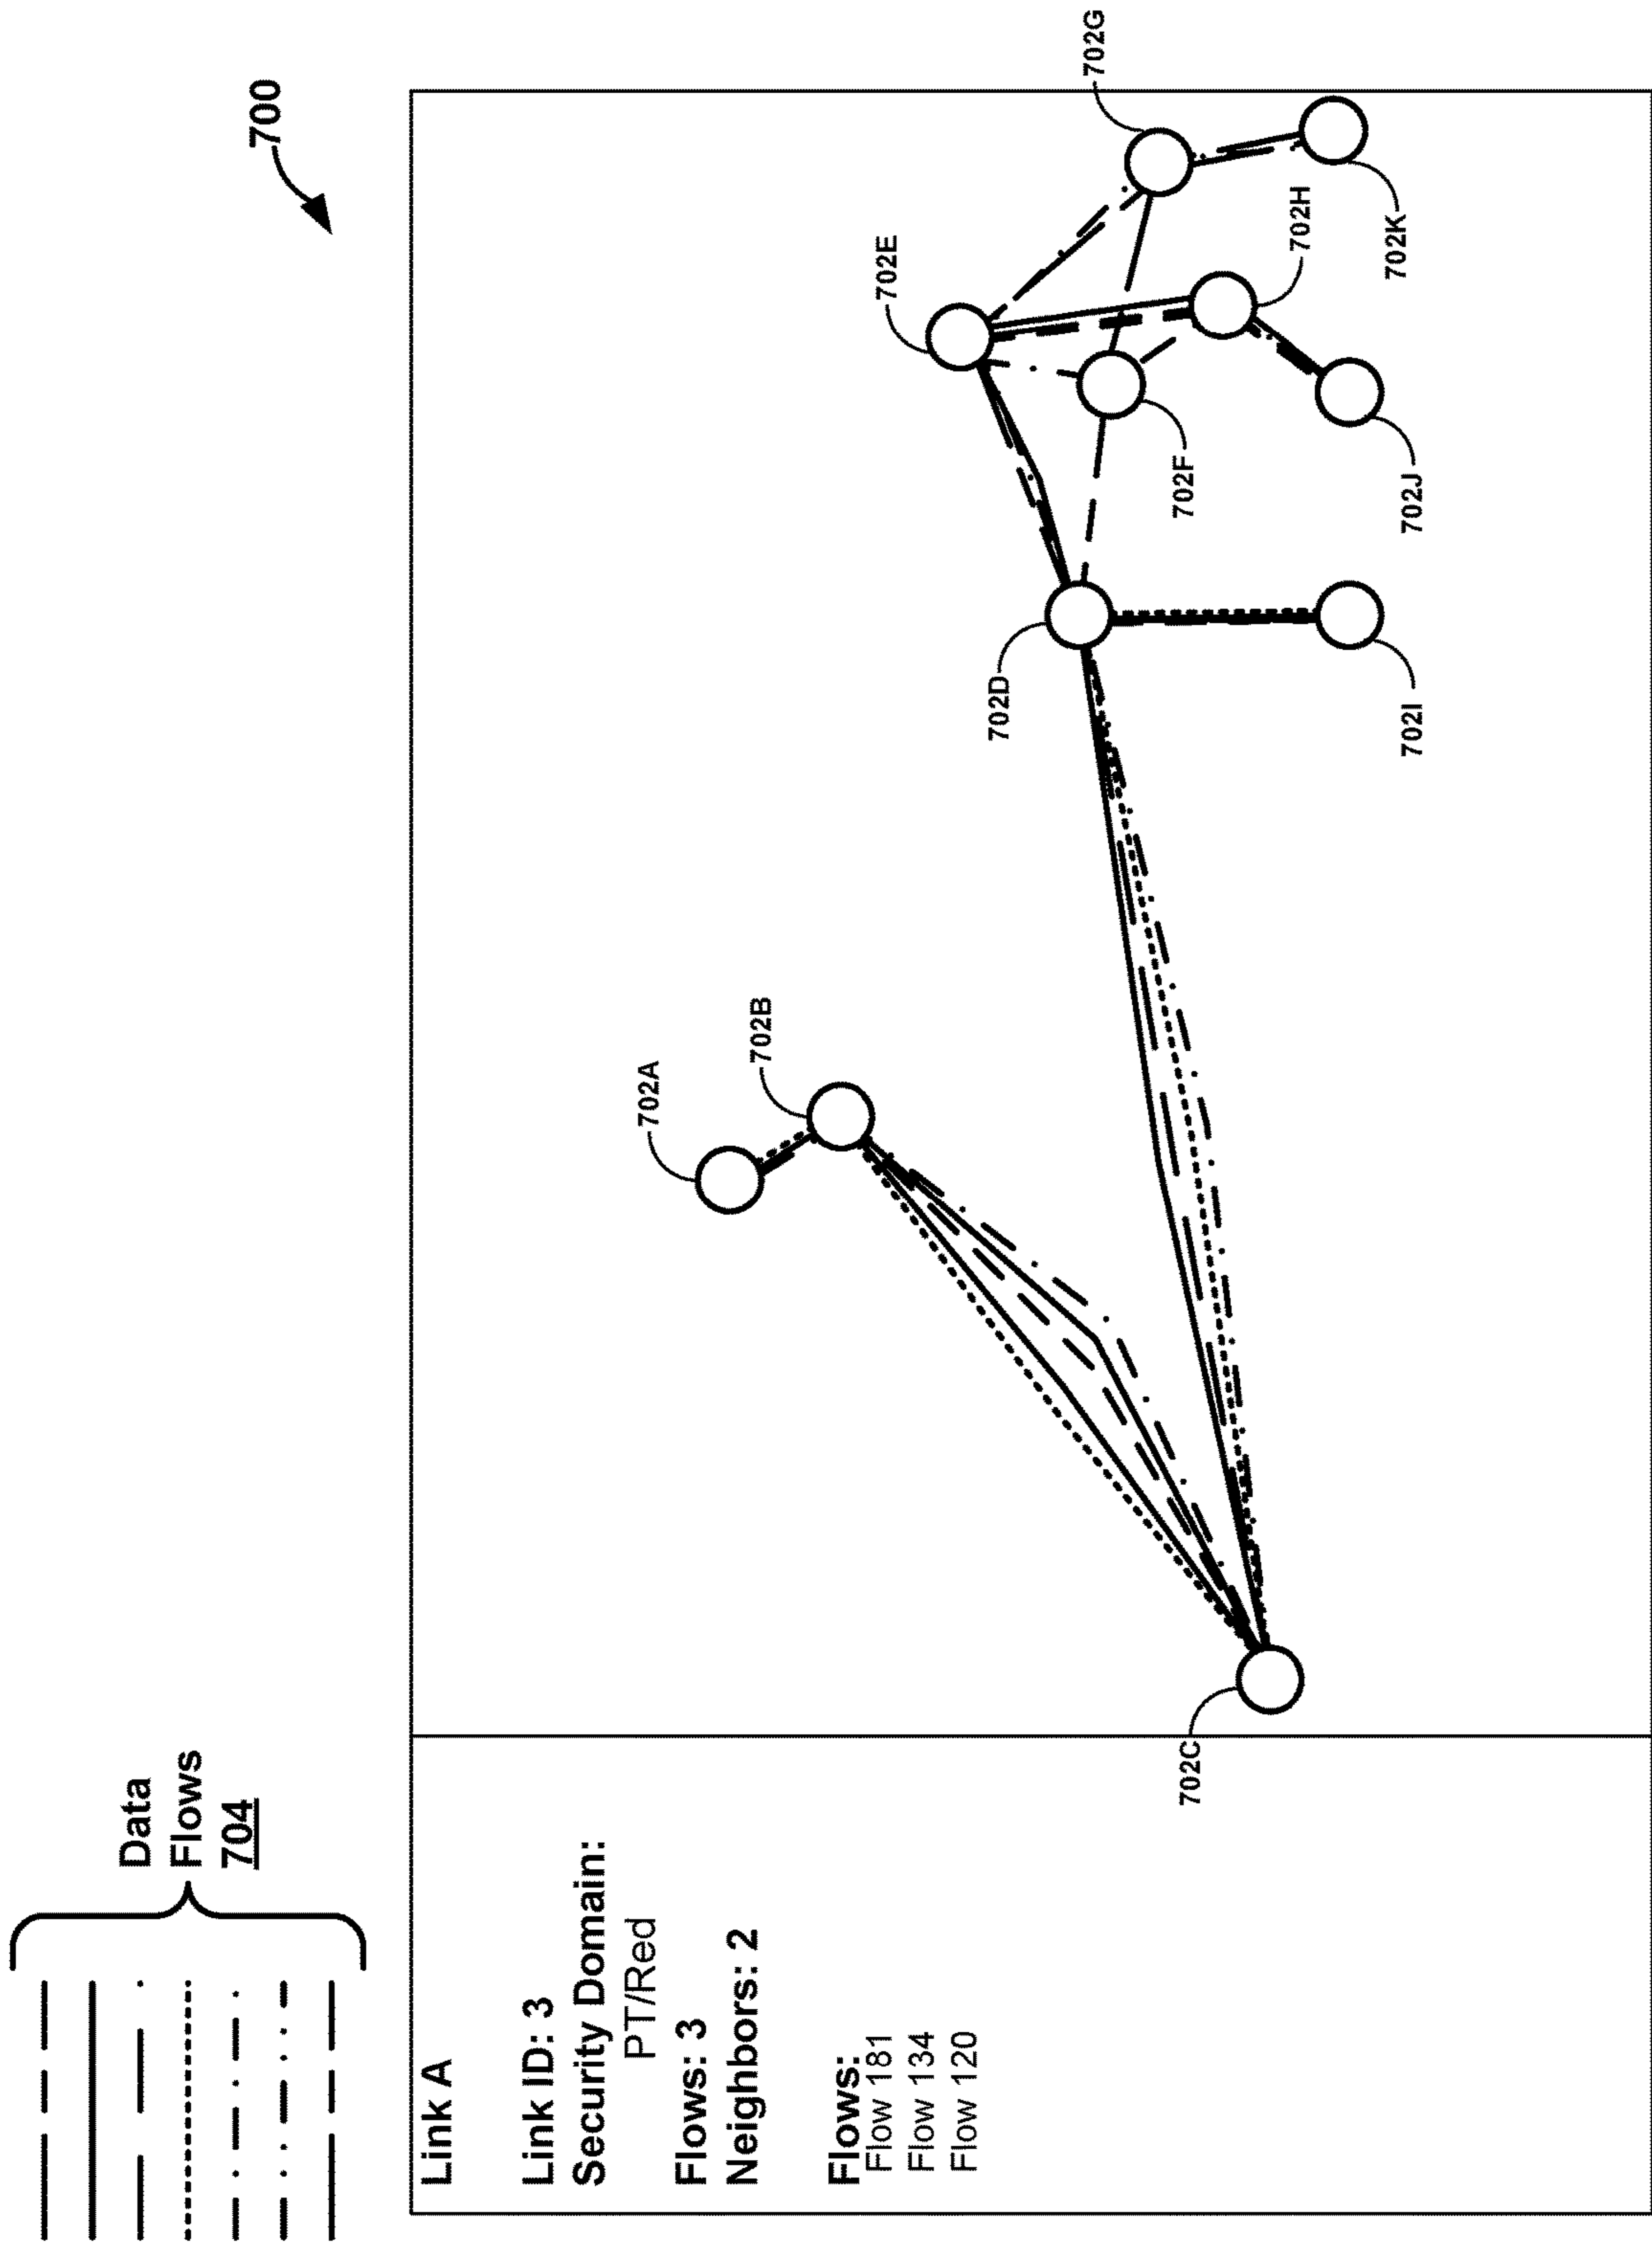 700
Data
Flows
704
Link A
Link ID: 3
Security Domain:
PT/Red
Flows: 3
Neighbors: 2
Flows:
Flow 181
Flow 134
Flow 120
702A
702B
702C
702D
702E
702F
702G
702H
702I
702J
702K